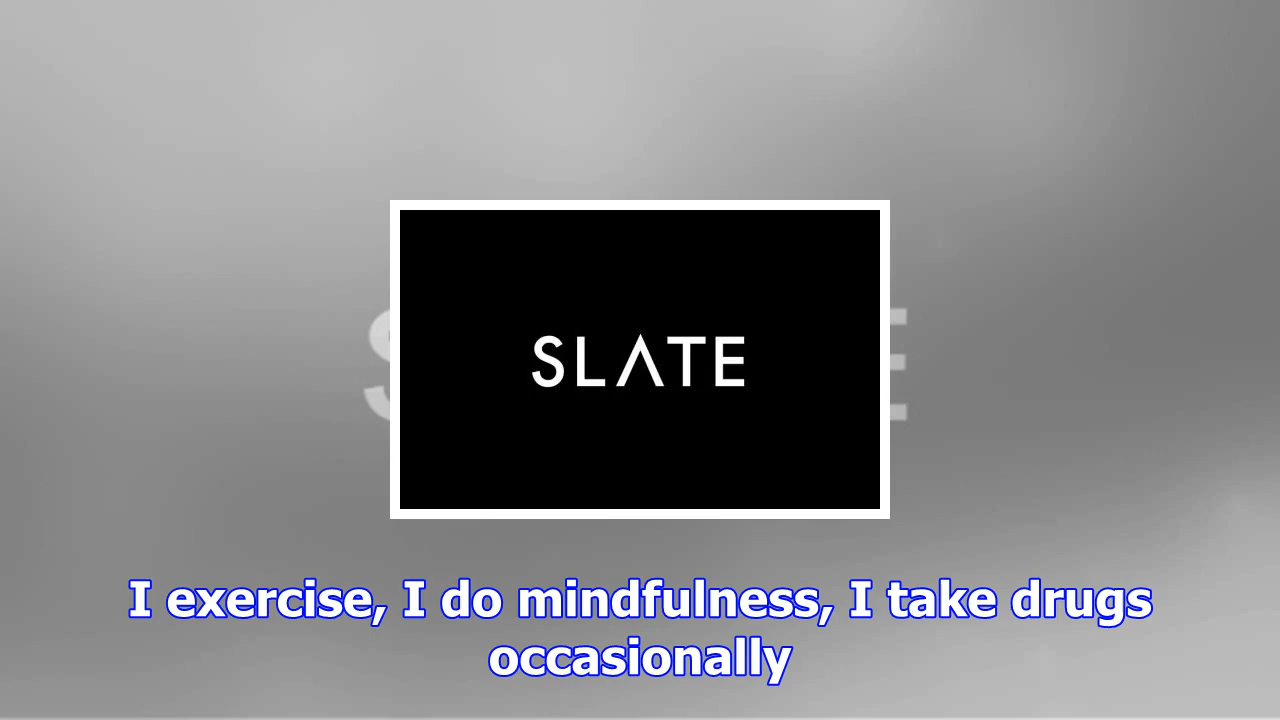 SLATE
I exercise, I do mindfulness, I take drugs
occasionally